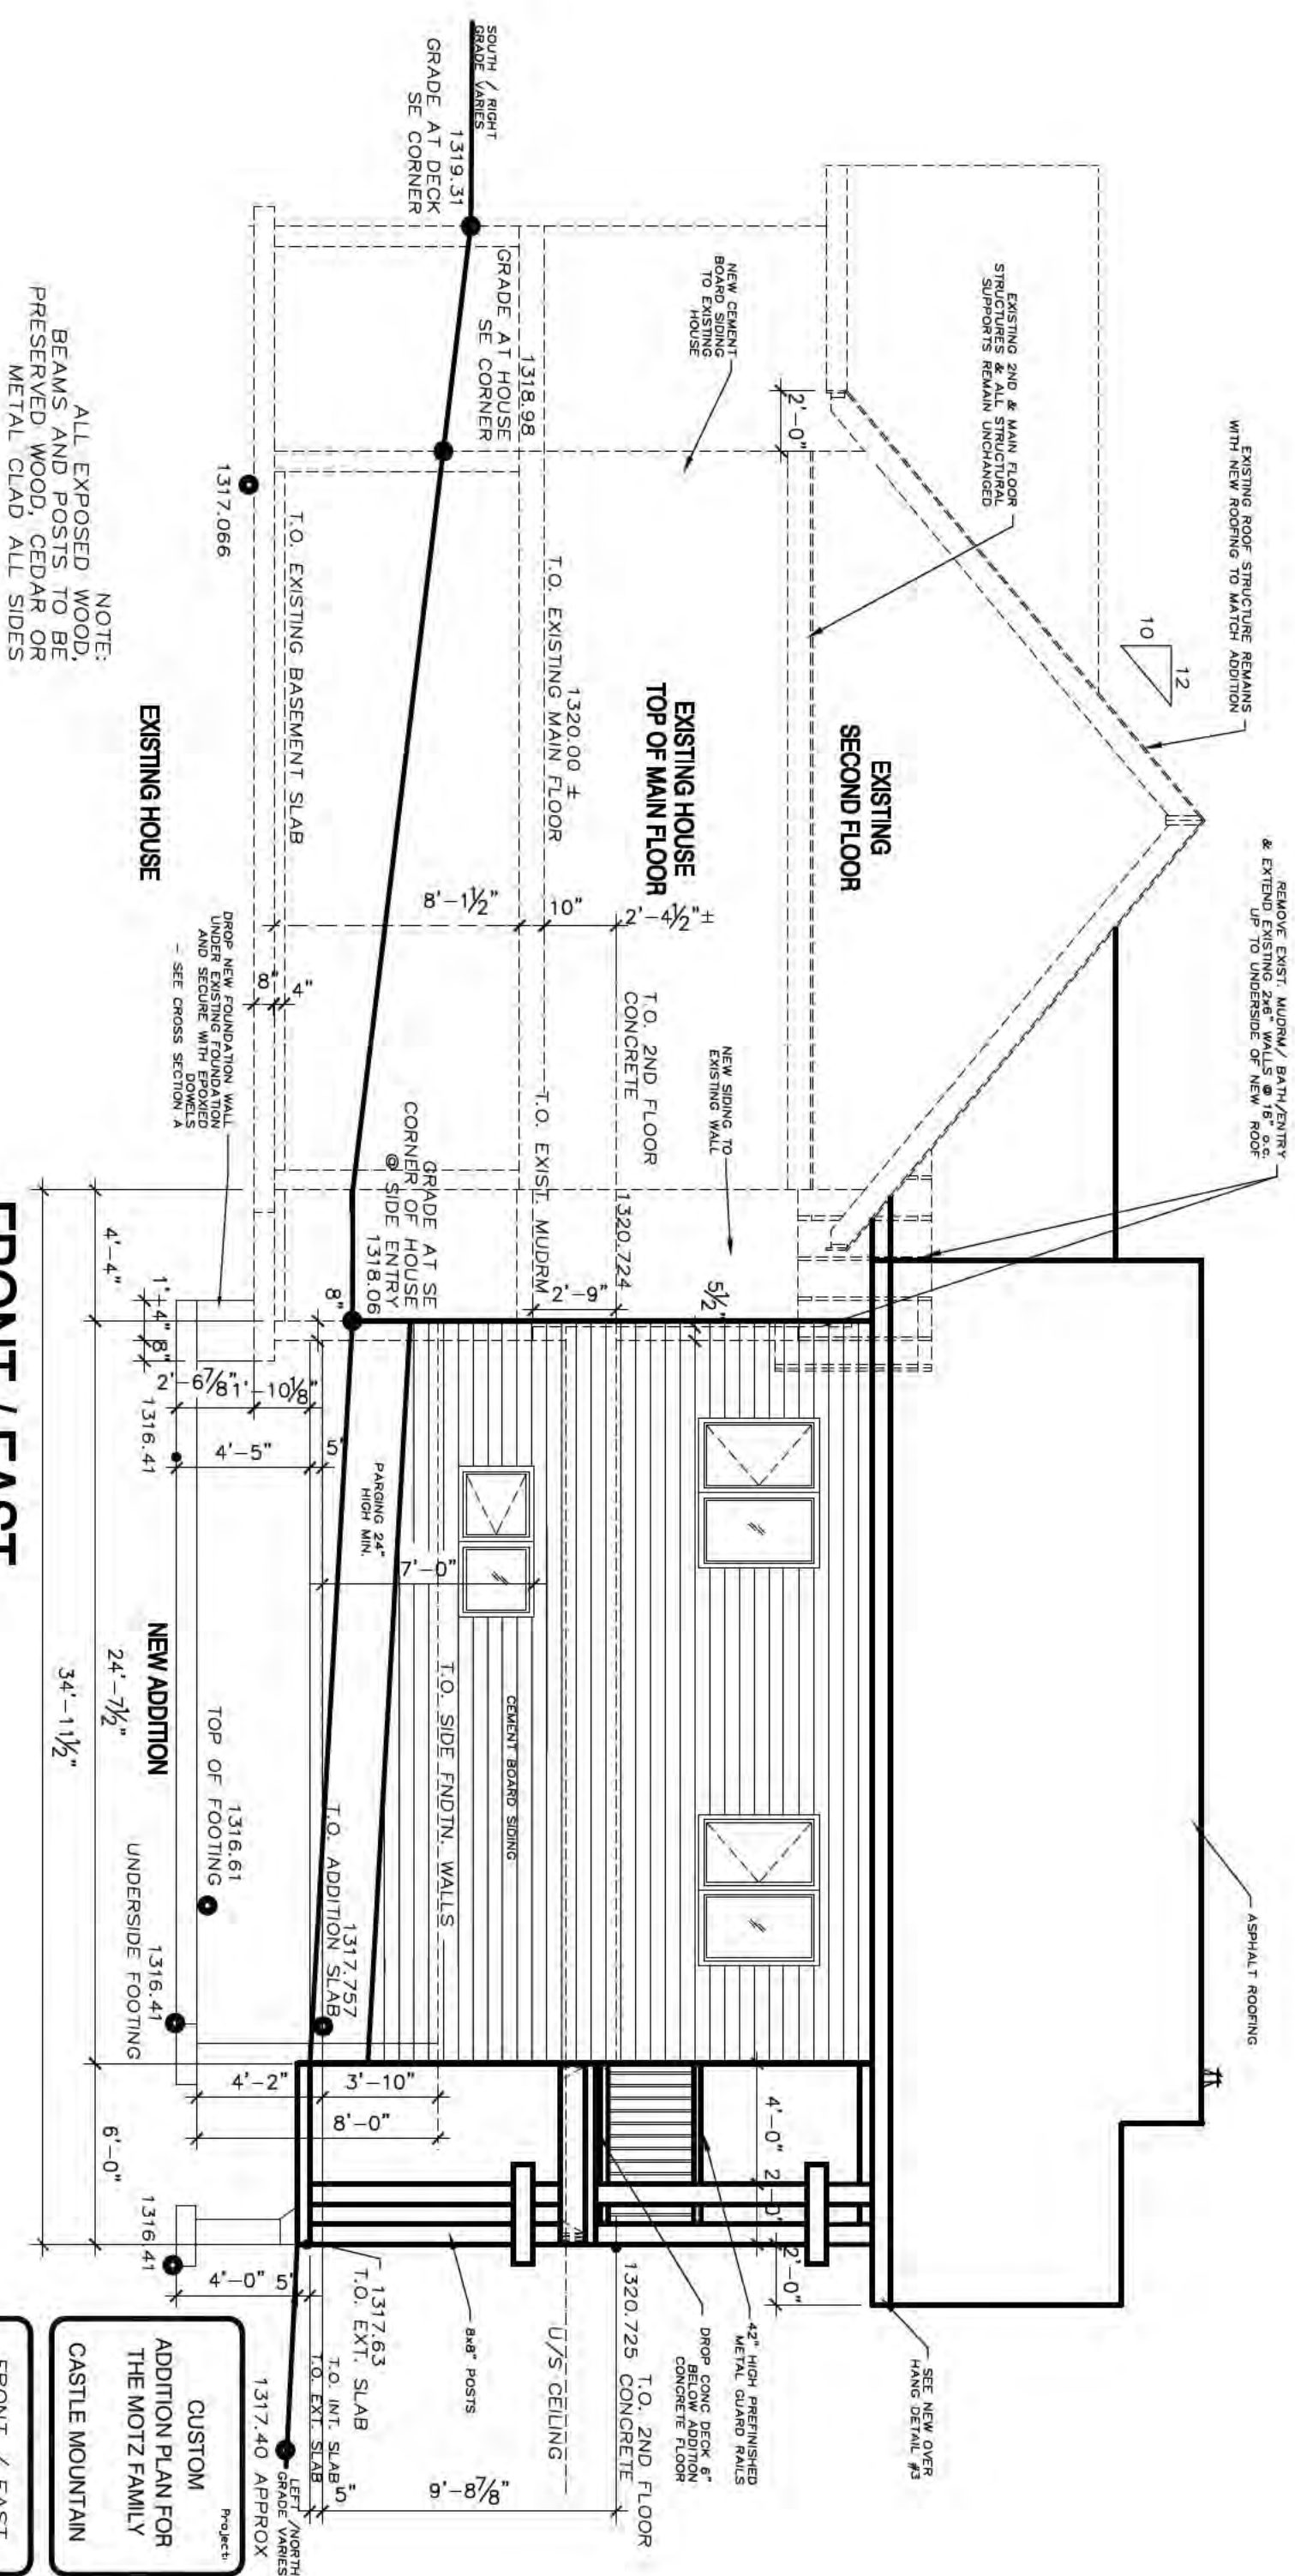 EXISTING ROOF STRUCTURE REMAINS
WITH NEW ROOFING TO MATCH ADDITION
REMOVE EXIST. MUDRM/ BATH/ENTRY
& EXTEND EXISTING 2x6" WALLS @ 16" o.c.
UP TO UNDERSIDE OF NEW ROOF
ASPHALT ROOFING
12
10
EXISTING 2ND & MAIN FLOOR
STRUCTURES & ALL STRUCTURAL
SUPPORTS REMAIN UNCHANGED
SEE NEW OVER
HANG DETAIL #3
EXISTING
SECOND FLOOR
2'-0"
NEW CEMENT
BOARD SIDING
TO EXISTING
HOUSE
NEW SIDING TO
EXISTING WALL
5½"
4'-0"
2'-0"
2'-0"
42" HIGH PREFINISHED
METAL GUARD RAILS
DROP CONC DECK 6"
BELOW ADDITION
CONCRETE FLOOR
EXISTING HOUSE
TOP OF MAIN FLOOR
T.O. 2ND FLOOR
CONCRETE
1320.724
2'-4½"±
T.O. 2ND FLOOR
1320.725 CONCRETE
1320.00 ±
T.O. EXISTING MAIN FLOOR
10"
T.O. EXIST. MUDRM
2'-9"
U/S CEILING
CEMENT BOARD SIDING
1318.98
GRADE AT HOUSE
SE CORNER
8'-1½"
T.O. SIDE FNDTN. WALLS
7'-0"
8x8" POSTS
9'-8⅞"
SOUTH / RIGHT
GRADE VARIES
1319.31
GRADE AT DECK
SE CORNER
GRADE AT SE
CORNER OF HOUSE
@ SIDE ENTRY
1318.06
8"
PARGING 24"
HIGH MIN.
1317.757
T.O. ADDITION SLAB
3'-10"
4'-2"
8'-0"
1317.63
T.O. EXT. SLAB
T.O. INT. SLAB
T.O. EXT. SLAB
5"
LEFT /NORTH
GRADE VARIES
1317.40 APPROX
T.O. EXISTING BASEMENT SLAB
4"
8"
5'
4'-5"
1'-10⅛"
2'-6⅞"
1316.41
1317.066
DROP NEW FOUNDATION WALL
UNDER EXISTING FOUNDATION
AND SECURE WITH EPOXIED
DOWELS
- SEE CROSS SECTION A
1316.61
TOP OF FOOTING
1316.41
UNDERSIDE FOOTING
4'-0"
5'
1316.41
EXISTING HOUSE
NEW ADDITION
1'-4"
8"
4'-4"
24'-7½"
6'-0"
34'-11½"
NOTE:
ALL EXPOSED WOOD,
BEAMS AND POSTS TO BE
PRESERVED WOOD, CEDAR OR
METAL CLAD ALL SIDES
FRONT / EAST
Project:
CUSTOM
ADDITION PLAN FOR
THE MOTZ FAMILY
CASTLE MOUNTAIN
FRONT / EAST